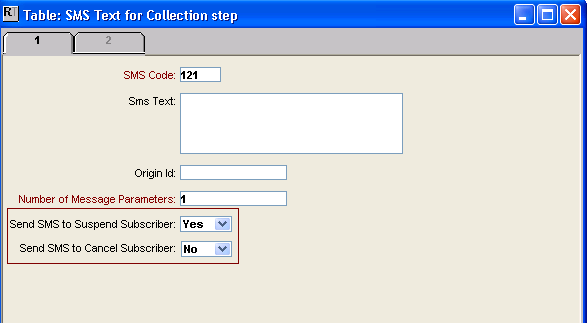 R Table: SMS Text for Collection step
1 2
SMS Code: 121
Sms Text:
Origin Id:
Number of Message Parameters: 1
Send SMS to Suspend Subscriber: Yes
Send SMS to Cancel Subscriber: No